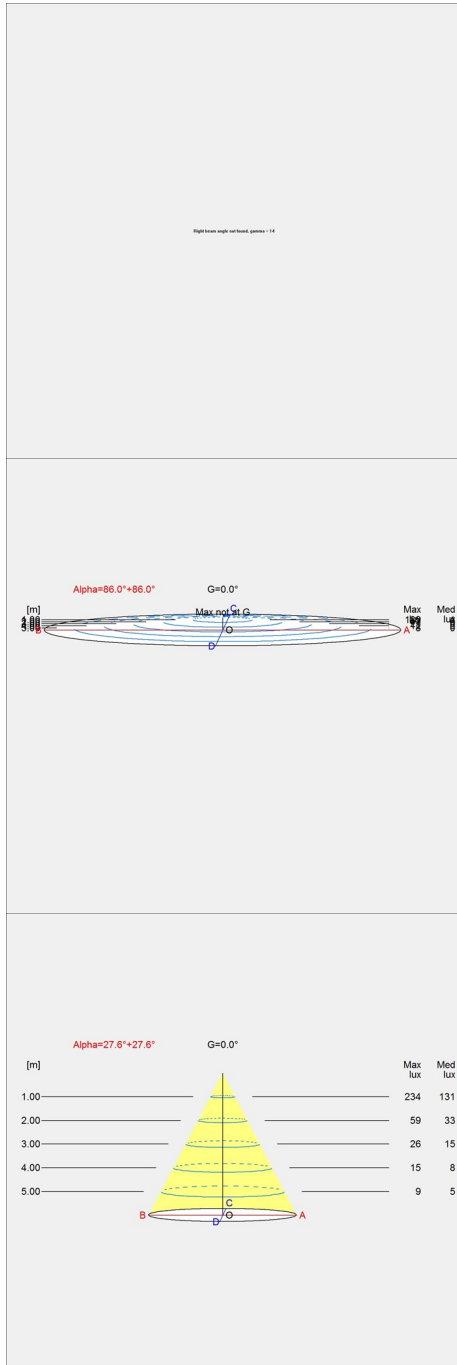 Right beam angle not found, gamma = 14
Alpha=86.0°+86.0° G=0.0°
[m] Max not at G Max Med
lux
C
B O A
D
Alpha=27.6°+27.6° G=0.0°
[m] Max Med
lux lux
1.00 234 131
2.00 59 33
3.00 26 15
4.00 15 8
5.00 9 5
C
B O A
D